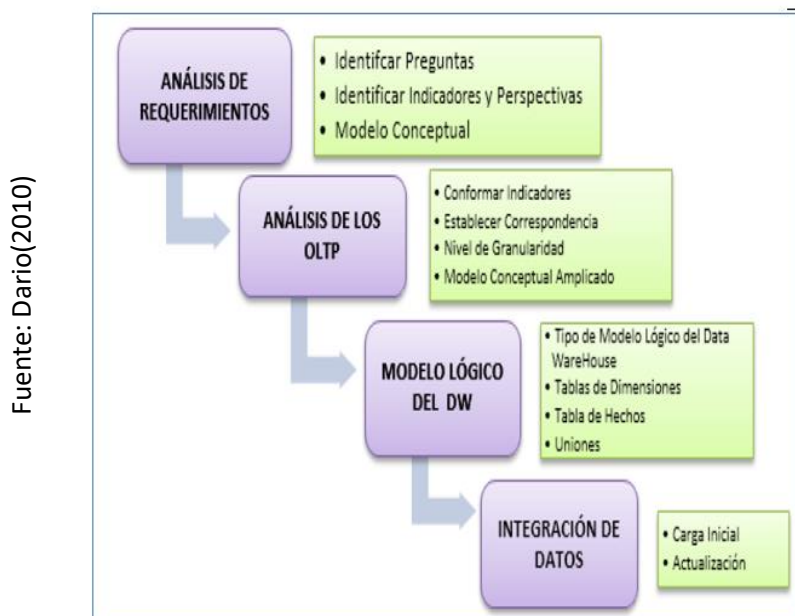 ANÁLISIS DE
REQUERIMIENTOS
• Identifcar Preguntas
• Identificar Indicadores y Perspectivas
• Modelo Conceptual
ANÁLISIS DE LOS
OLTP
• Conformar Indicadores
• Establecer Correspondencia
• Nivel de Granularidad
• Modelo Conceptual Amplicado
MODELO LÓGICO
DEL DW
• Tipo de Modelo Lógico del Data
WareHouse
• Tablas de Dimensiones
• Tabla de Hechos
• Uniones
INTEGRACIÓN DE
DATOS
• Carga Inicial
• Actualización
Fuente: Dario(2010)